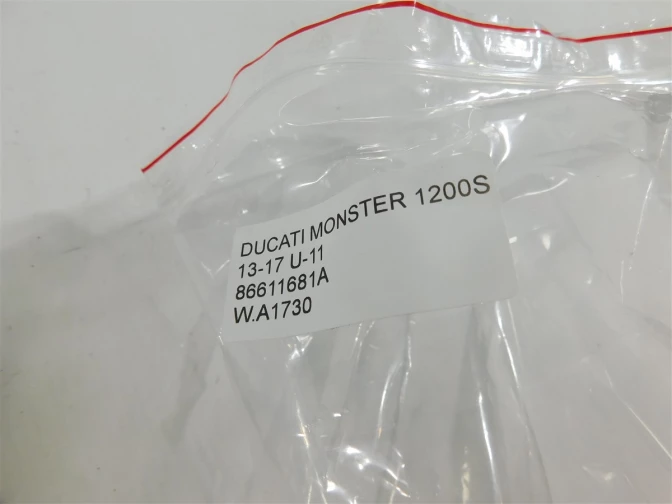 DUCATI MONSTER 1200S
13-17 U-11
86611681A
W.A1730